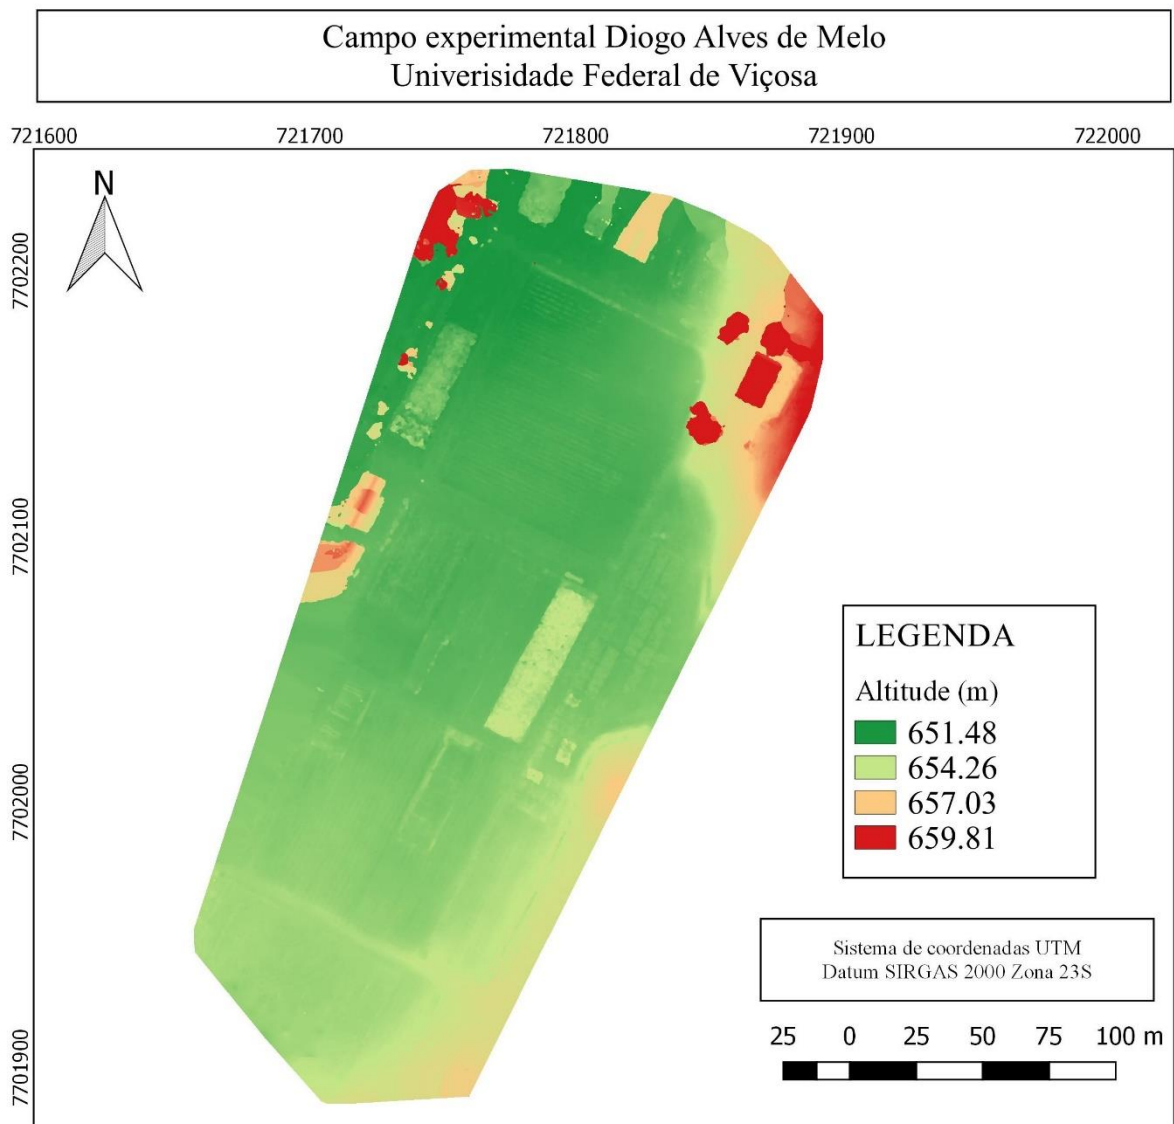 Campo experimental Diogo Alves de Melo
Univerisidade Federal de Viçosa
721600 721700 721800 721900 722000
N
7702200
7702100
7702000
7701900
LEGENDA
Altitude (m)
651.48
654.26
657.03
659.81
Sistema de coordenadas UTM
Datum SIRGAS 2000 Zona 23S
25 0 25 50 75 100 m